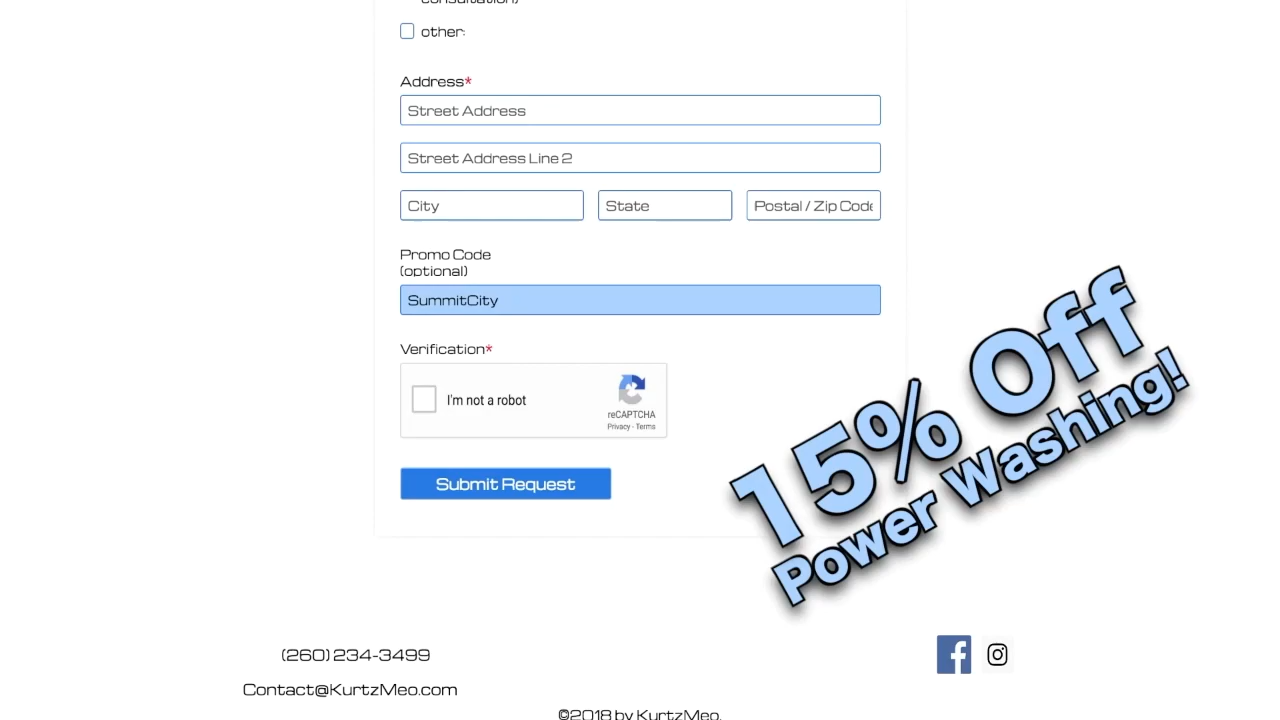 consultation)
other:
Address*
Street Address
Street Address Line 2
City State Postal / Zip Code
Promo Code
(optional)
SummitCity
Verification*
I'm not a robot
reCAPTCHA
Privacy - Terms
Submit Request
15% Off
Power Washing!
(260) 234-3499
Contact@KurtzMeo.com
©2018 by KurtzMeo.